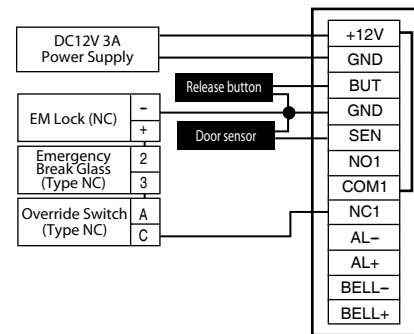 DC12V 3A
Power Supply
EM Lock (NC)
–
+
Emergency
Break Glass
(Type NC)
2
3
Override Switch
(Type NC)
A
C
Release button
Door sensor
+12V
GND
BUT
GND
SEN
NO1
COM1
NC1
AL–
AL+
BELL–
BELL+